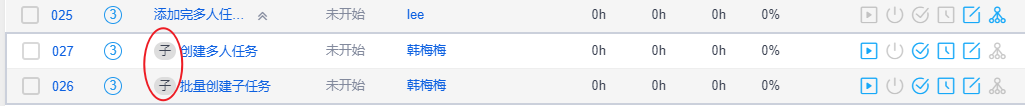 025 3 添加完多人任... 未开始 lee 0h 0h 0h 0%
027 3 子 创建多人任务 未开始 韩梅梅 0h 0h 0h 0%
026 3 子 批量创建子任务 未开始 韩梅梅 0h 0h 0h 0%